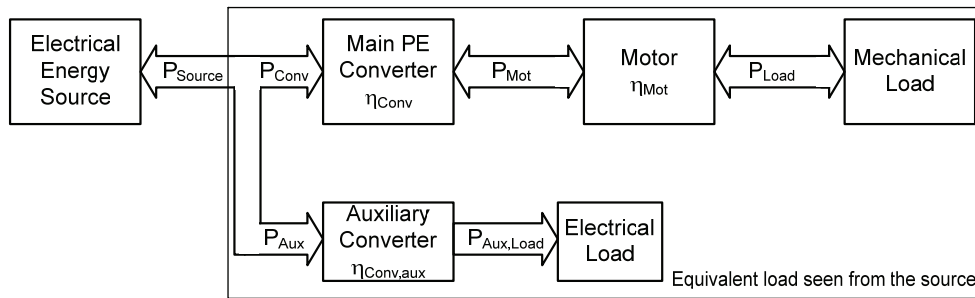 Electrical
Energy
Source
P_Source
P_Conv
Main PE
Converter
η_Conv
P_Mot
Motor
η_Mot
P_Load
Mechanical
Load
P_Aux
Auxiliary
Converter
η_Conv,aux
P_Aux,Load
Electrical
Load
Equivalent load seen from the source